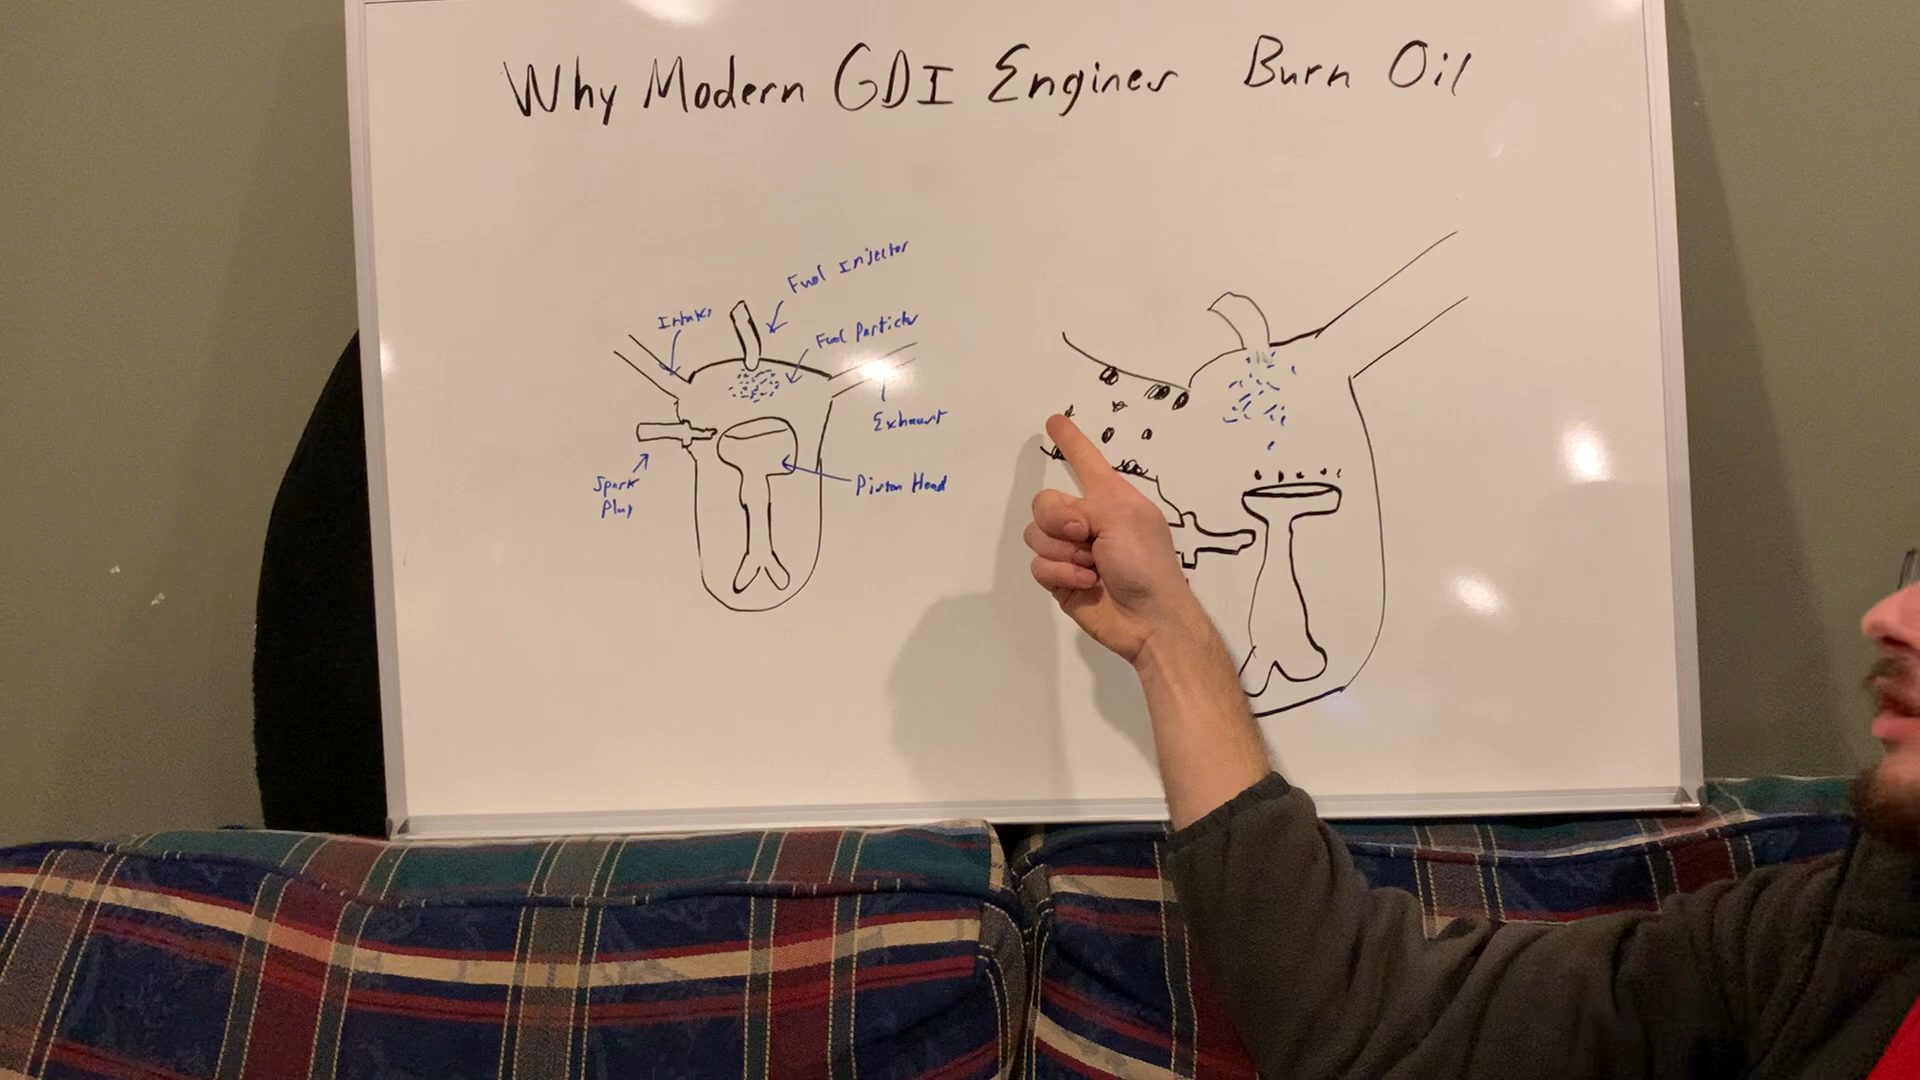 Why Modern GDI Engines Burn Oil
Fuel Injector
Intake
Fuel Particles
Exhaust
Spark
Plug
Piston Head